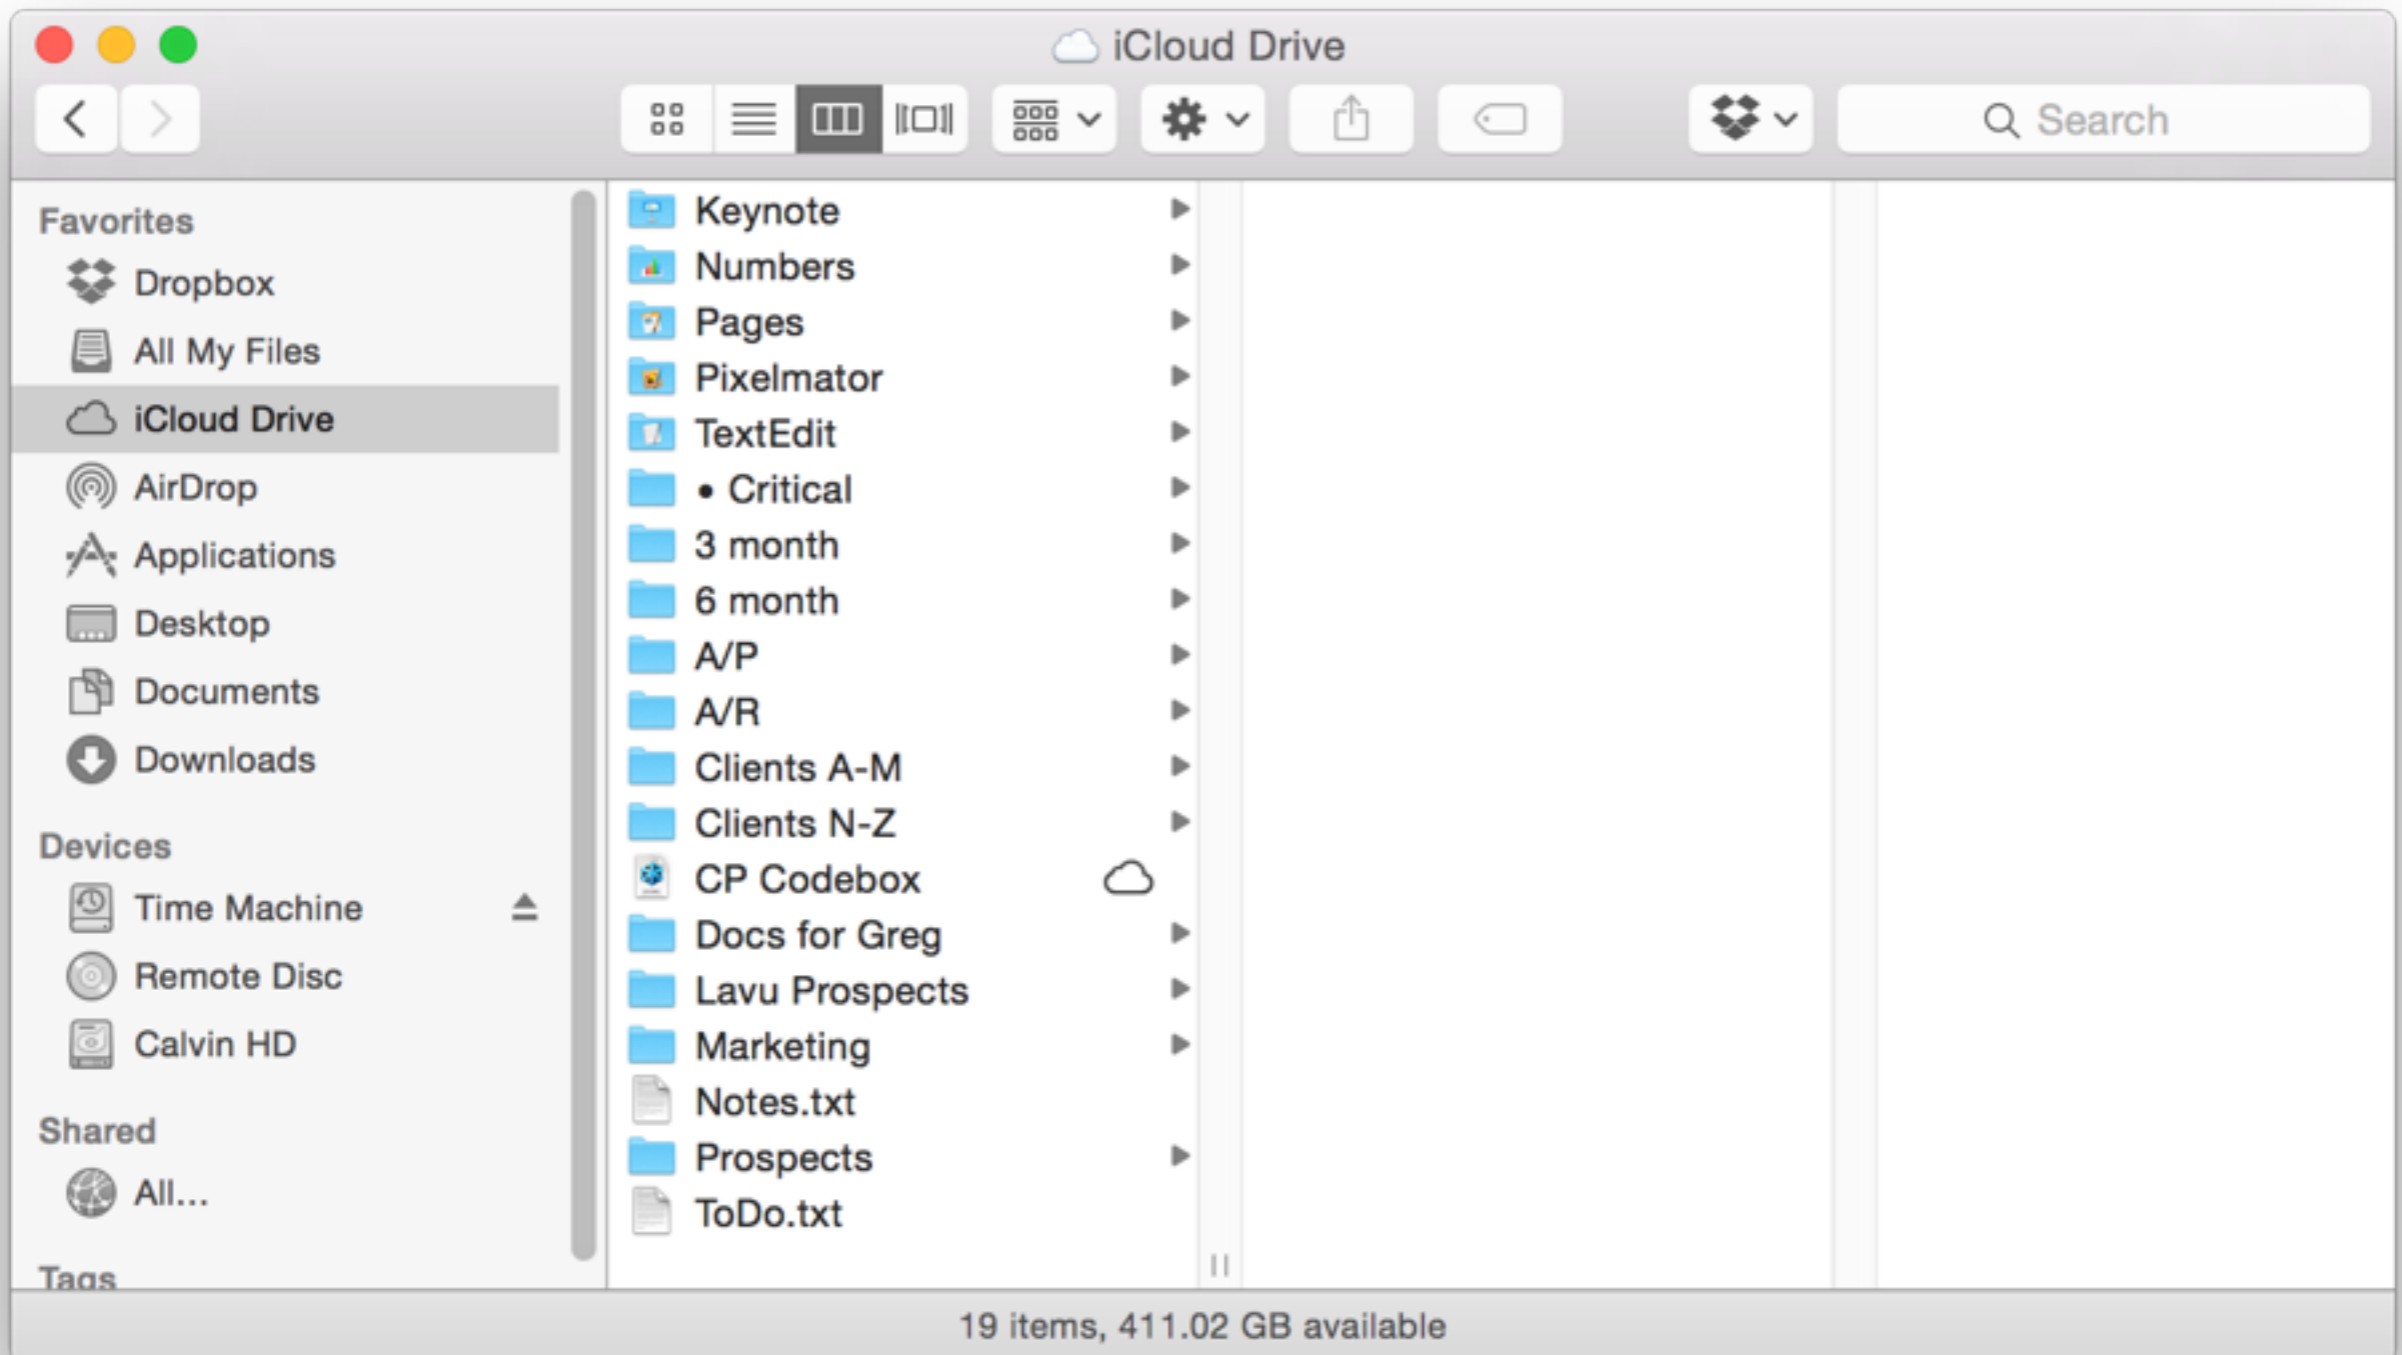 iCloud Drive
Search
Favorites
Dropbox
All My Files
iCloud Drive
AirDrop
Applications
Desktop
Documents
Downloads
Devices
Time Machine
Remote Disc
Calvin HD
Shared
All...
Tags
Keynote
Numbers
Pages
Pixelmator
TextEdit
• Critical
3 month
6 month
A/P
A/R
Clients A-M
Clients N-Z
CP Codebox
Docs for Greg
Lavu Prospects
Marketing
Notes.txt
Prospects
ToDo.txt
19 items, 411.02 GB available